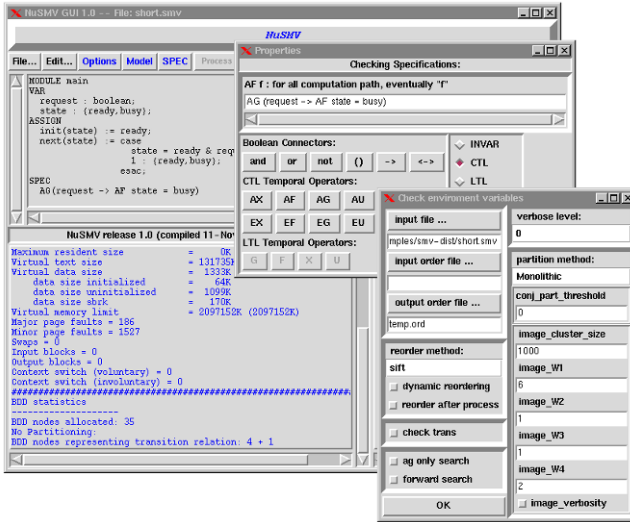 NuSMV GUI 1.0 -- File: short.smv
NuSMV
File... Edit... Options Model SPEC Process
MODULE main
VAR
request : boolean;
state : {ready,busy};
ASSIGN
init(state) := ready;
next(state) := case
state = ready & requ
1 : {ready,busy};
esac;
SPEC
AG(request -> AF state = busy)
NuSMV release 1.0 (compiled 11-Nov
Maximum resident size = 0K
Virtual text size = 131735K
Virtual data size = 1333K
data size initialized = 64K
data size uninitialized = 1099K
data size sbrk = 170K
Virtual memory limit = 2097152K (2097152K)
Major page faults = 186
Minor page faults = 1527
Swaps = 0
Input blocks = 0
Output blocks = 0
Context switch (voluntary) = 0
Context switch (involuntary) = 0
############################################################
BDD statistics
--------------------
BDD nodes allocated: 35
No Partitioning:
BDD nodes representing transition relation: 4 + 1
Properties
Checking Specifications:
AF f : for all computation path, eventually "f"
AG (request -> AF state = busy)
Boolean Connectors:
and or not () -> <->
CTL Temporal Operators:
AX AF AG AU
EX EF EG EU
LTL Temporal Operators:
G F X U
INVAR
CTL
LTL
Check enviroment variables
input file ...
mples/smv-dist/short.smv
input order file ...
output order file ...
temp.ord
reorder method:
sift
dynamic reordering
reorder after process
check trans
ag only search
forward search
OK
verbose level:
0
partition method:
Monolithic
conj_part_threshold
0
image_cluster_size
1000
image_W1
6
image_W2
1
image_W3
1
image_W4
2
image_verbosity